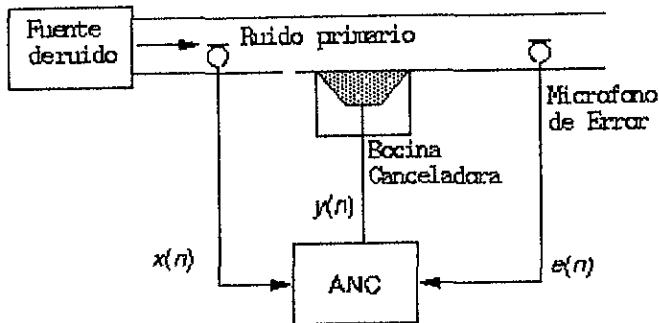 Fuente
deruido
Ruido primario
Microfono
de Error
Bocina
Canceladora
y(n)
x(n)
ANC
e(n)